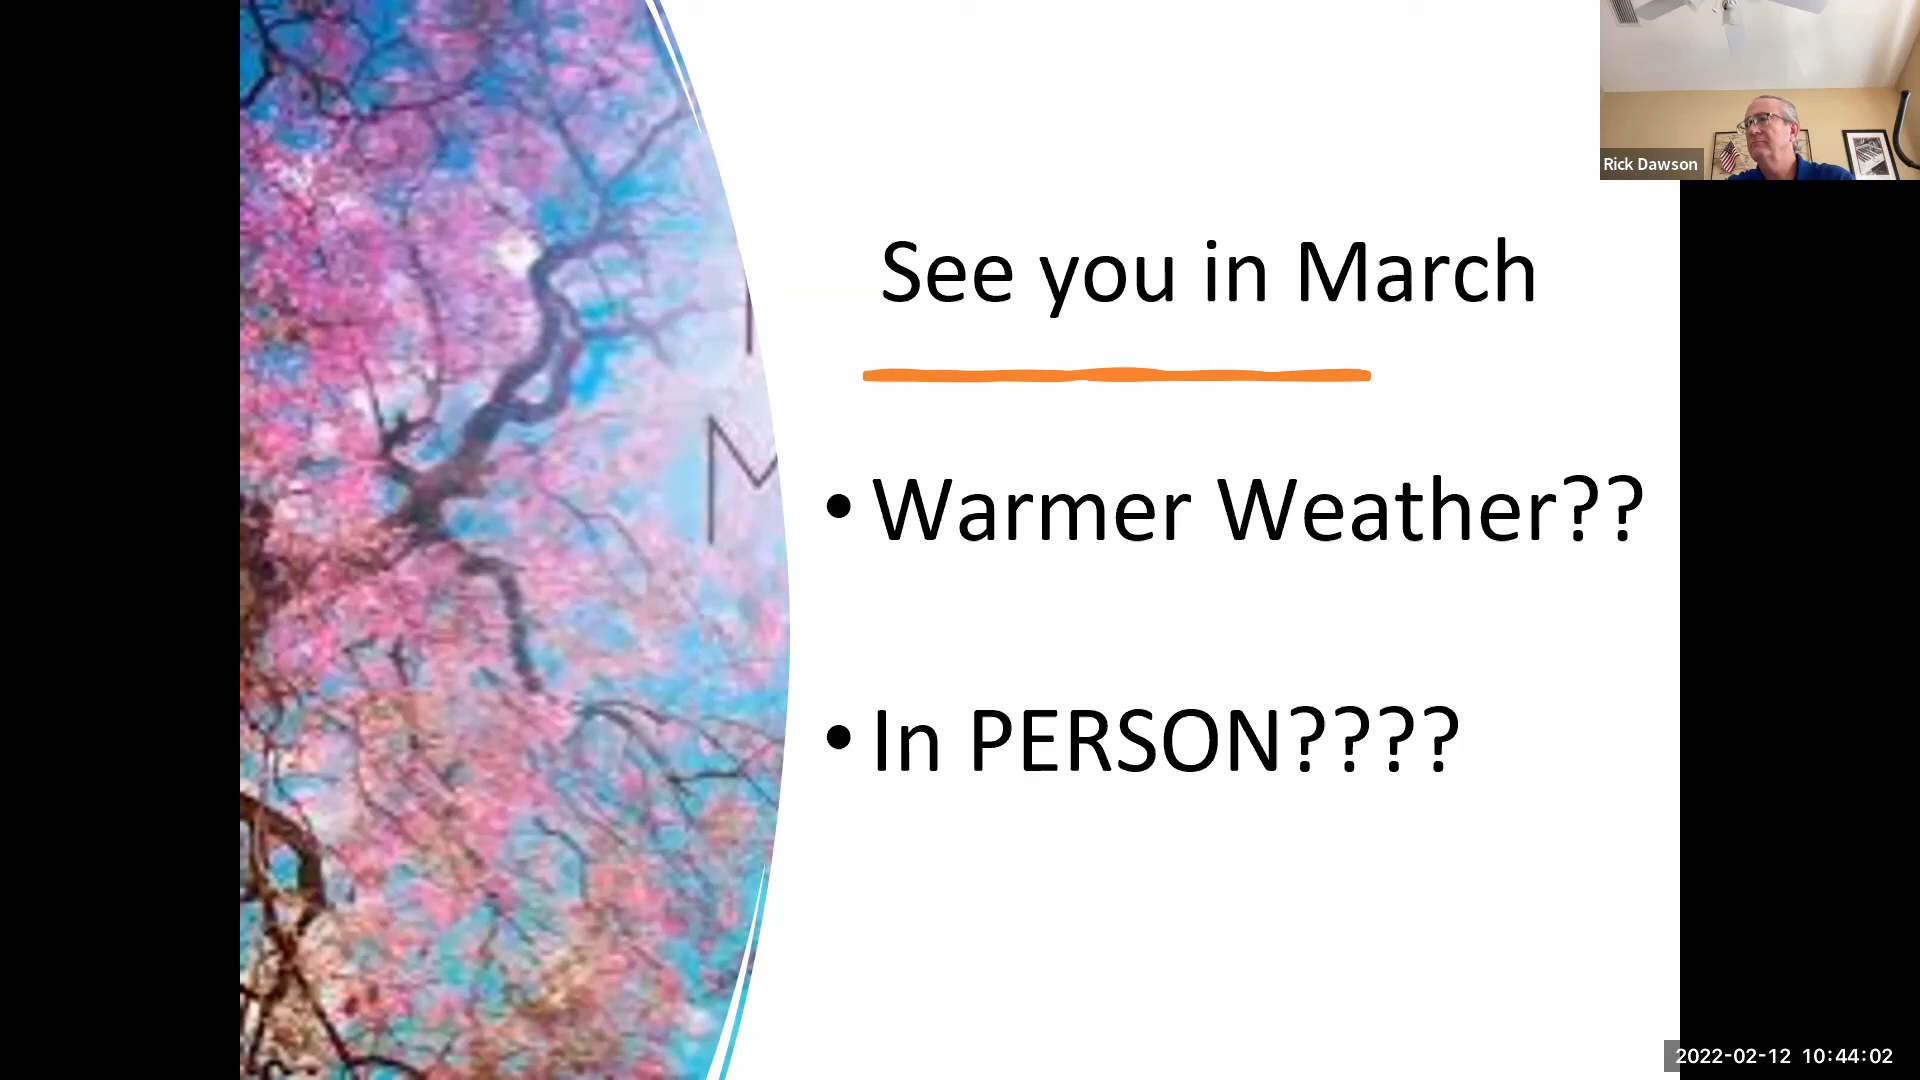 Rick Dawson
See you in March
M
• Warmer Weather??
• In PERSON????
2022-02-12 10:44:02